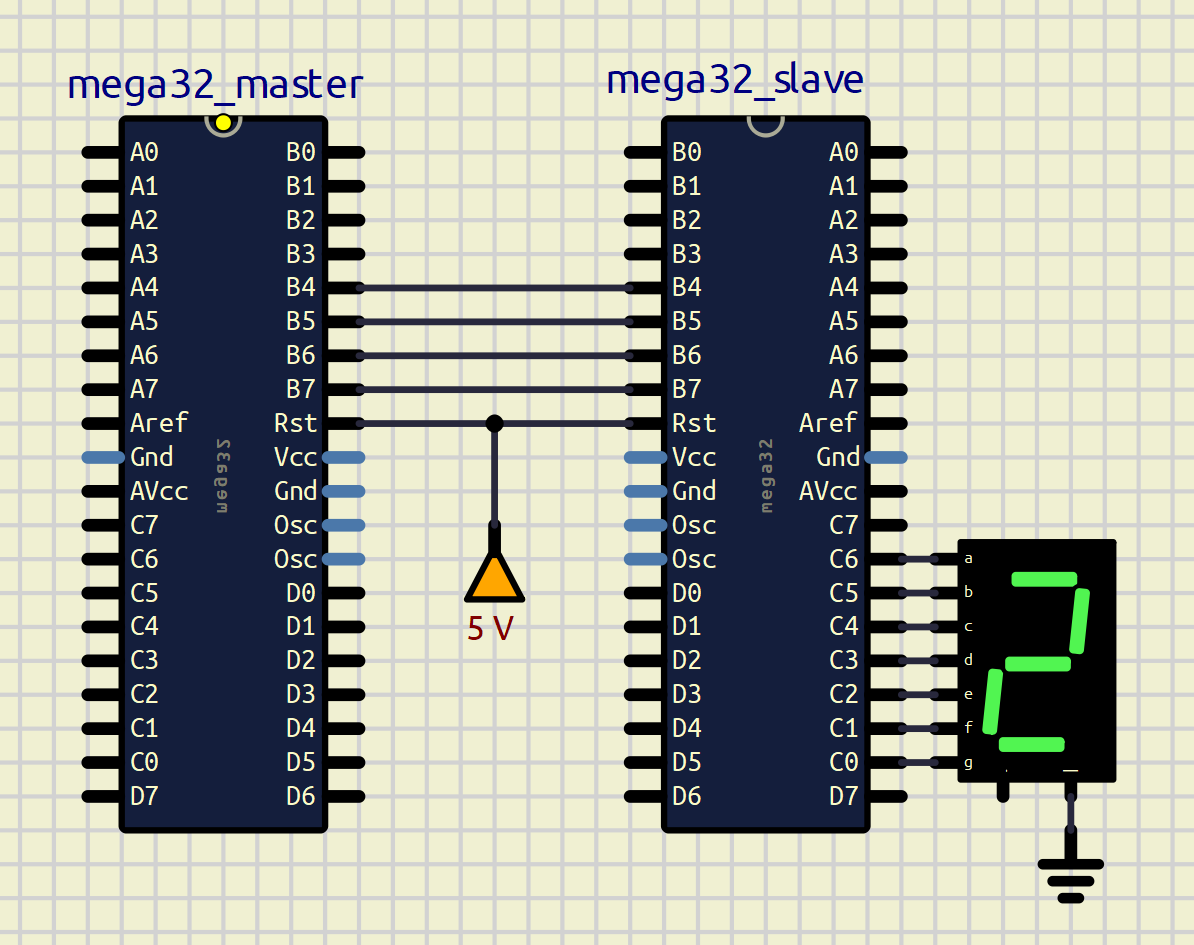 mega32_master
mega32_slave
A0 B0 B0 A0
A1 B1 B1 A1
A2 B2 B2 A2
A3 B3 B3 A3
A4 B4 B4 A4
A5 B5 B5 A5
A6 B6 B6 A6
A7 B7 B7 A7
Aref Rst Rst Aref
Gnd Vcc Vcc Gnd
mega32 mega32
AVcc Gnd Gnd AVcc
C7 Osc Osc C7
C6 Osc Osc C6 a
C5 D0 D0 C5 b
C4 D1 5 V D1 C4 c
C3 D2 D2 C3 d
C2 D3 D3 C2 e
C1 D4 D4 C1 f
C0 D5 D5 C0 g
D7 D6 D6 D7
2